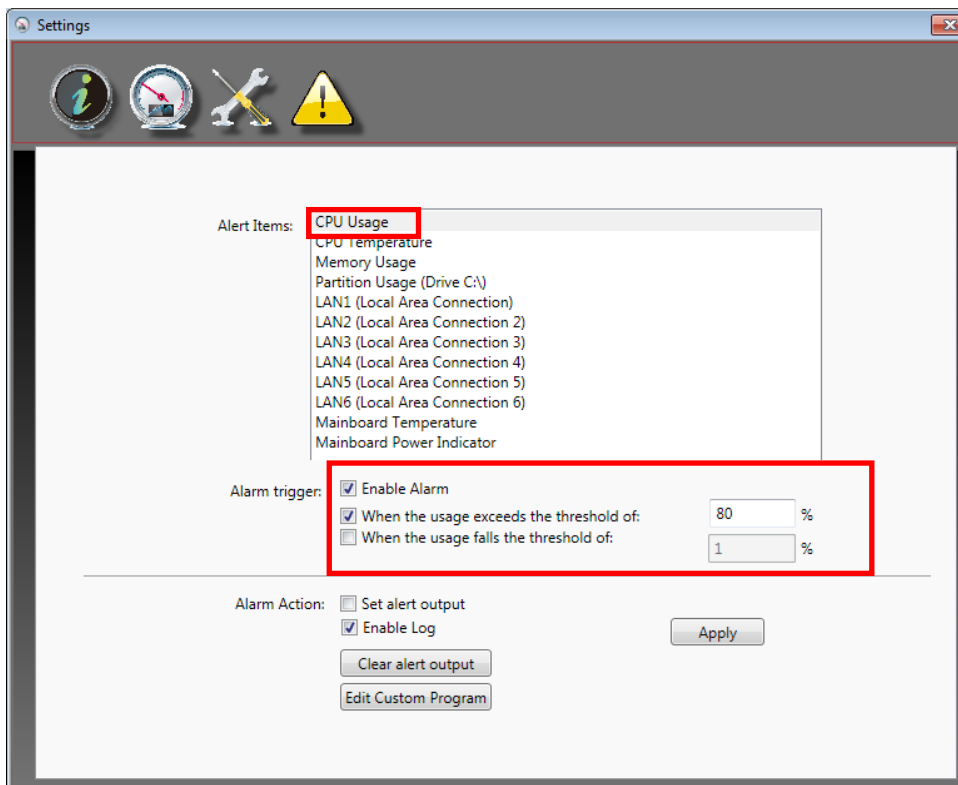 Settings
Alert Items:
CPU Usage
CPU Temperature
Memory Usage
Partition Usage (Drive C:\)
LAN1 (Local Area Connection)
LAN2 (Local Area Connection 2)
LAN3 (Local Area Connection 3)
LAN4 (Local Area Connection 4)
LAN5 (Local Area Connection 5)
LAN6 (Local Area Connection 6)
Mainboard Temperature
Mainboard Power Indicator
Alarm trigger: Enable Alarm
When the usage exceeds the threshold of: 80 %
When the usage falls the threshold of: 1 %
Alarm Action: Set alert output
Enable Log
Apply
Clear alert output
Edit Custom Program